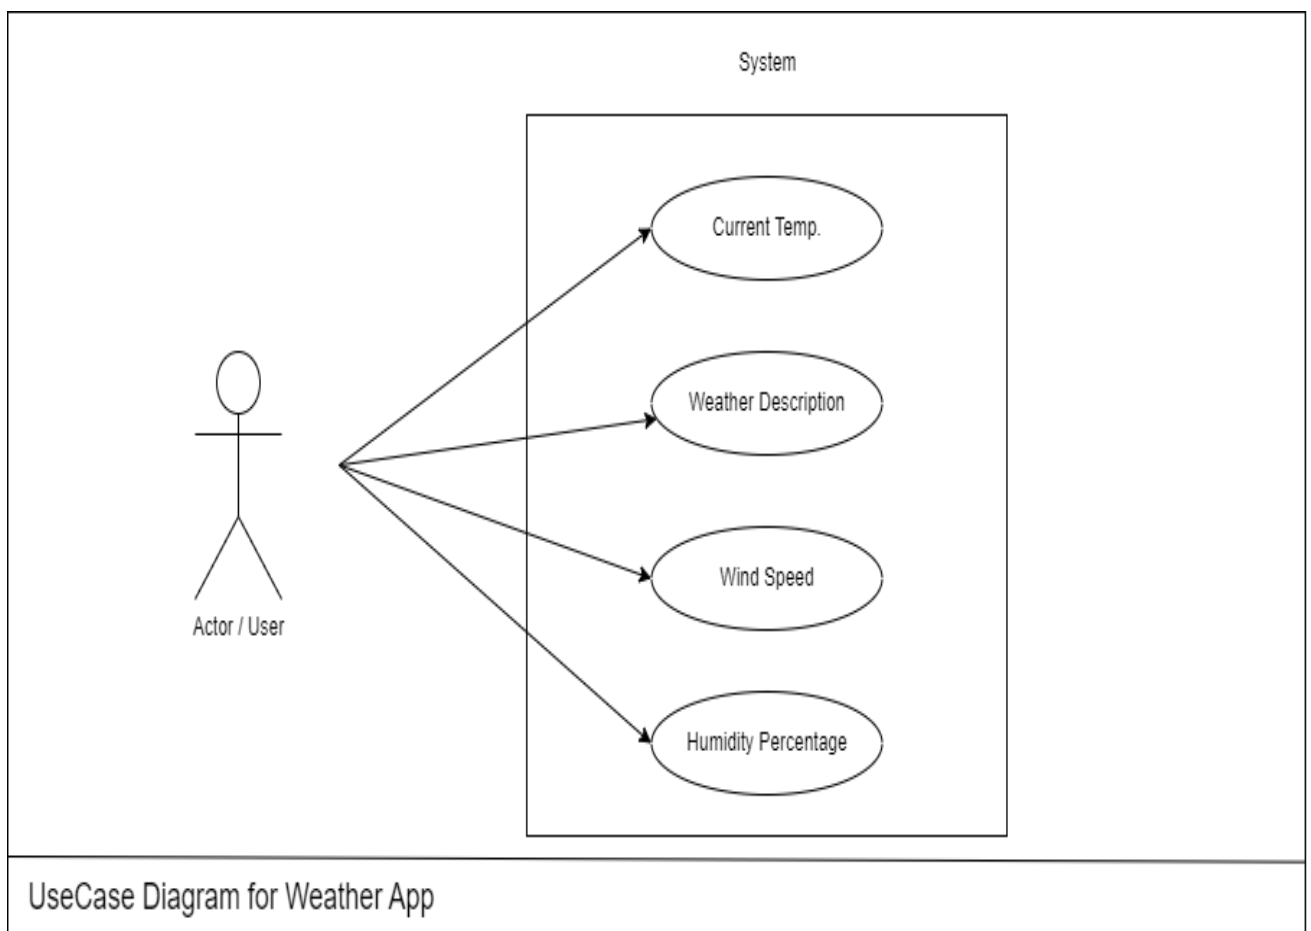 System
Current Temp.
Weather Description
Wind Speed
Humidity Percentage
Actor / User
UseCase Diagram for Weather App